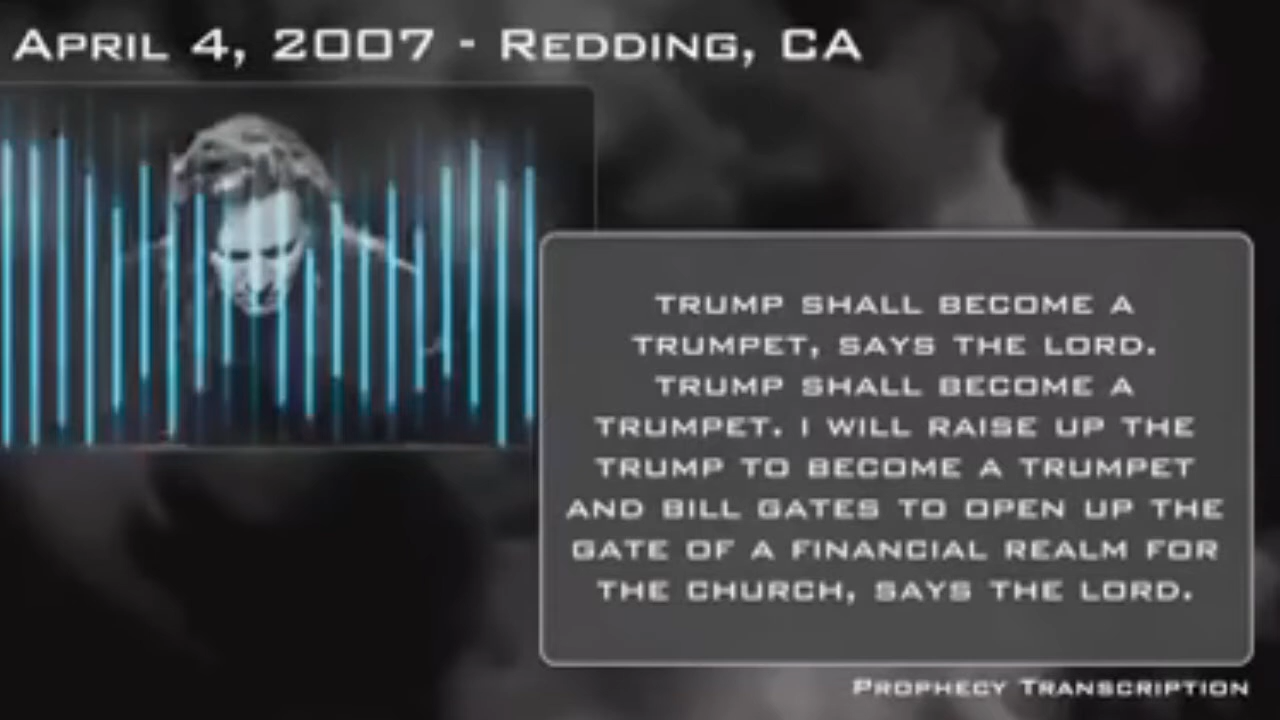 APRIL 4, 2007 - REDDING, CA
TRUMP SHALL BECOME A
TRUMPET, SAYS THE LORD.
TRUMP SHALL BECOME A
TRUMPET. I WILL RAISE UP THE
TRUMP TO BECOME A TRUMPET
AND BILL GATES TO OPEN UP THE
GATE OF A FINANCIAL REALM FOR
THE CHURCH, SAYS THE LORD.
PROPHECY TRANSCRIPTION